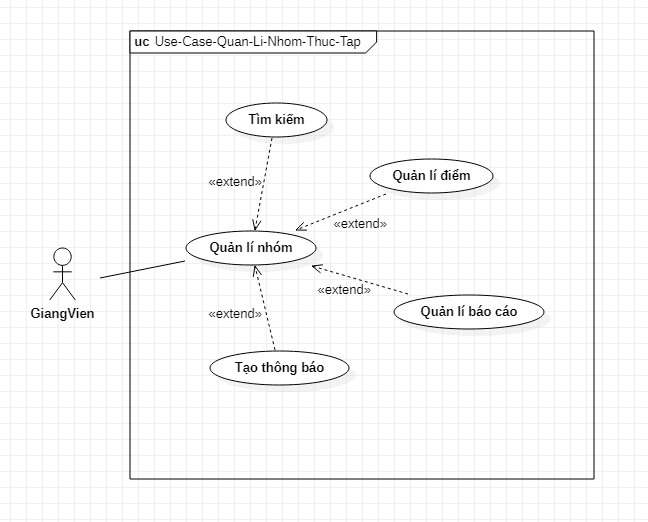 uc Use-Case-Quan-Li-Nhom-Thuc-Tap
Tìm kiếm
«extend»
Quản lí điểm
«extend»
Quản lí nhóm
GiangVien
«extend»
Quản lí báo cáo
«extend»
Tạo thông báo